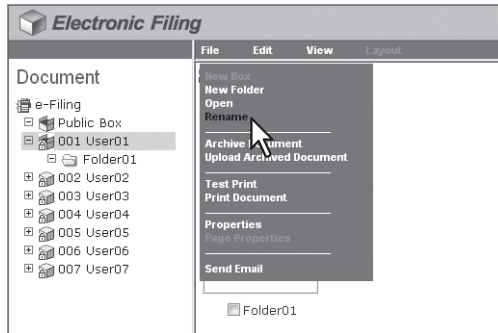 Electronic Filing
File Edit View Layout
Document
e-Filing
Public Box
001 User01
Folder01
002 User02
003 User03
004 User04
005 User05
006 User06
007 User07
New Box
New Folder
Open
Rename
Archive Document
Upload Archived Document
Test Print
Print Document
Properties
Page Properties
Send Email
Folder01